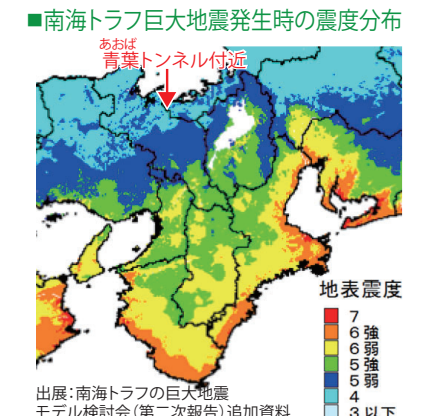 ■南海トラフ巨大地震発生時の震度分布
あおば
青葉トンネル付近
地表震度
7
6強
6弱
5強
5弱
4
3以下
出展:南海トラフの巨大地震
モデル検討会(第二次報告)追加資料